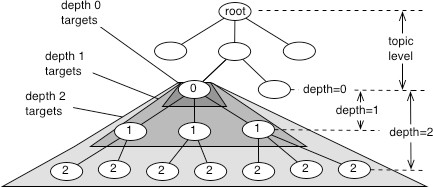 depth 0
targets
root
depth 1
targets
topic
level
depth 2
targets
0
depth=0
depth=1
1
1
1
depth=2
2
2
2
2
2
2
2